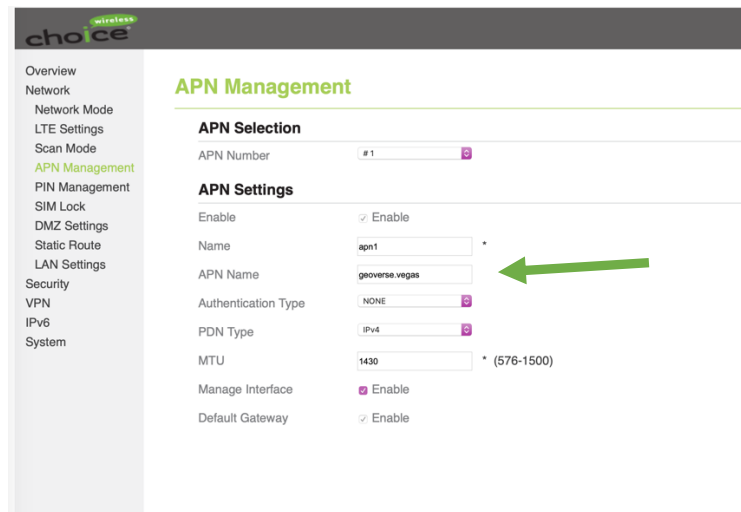 wireless
choice
Overview
Network
Network Mode
LTE Settings
Scan Mode
APN Management
PIN Management
SIM Lock
DMZ Settings
Static Route
LAN Settings
Security
VPN
IPv6
System
APN Management
APN Selection
APN Number #1
APN Settings
Enable Enable
Name apn1 *
APN Name geoverse.vegas
Authentication Type NONE
PDN Type IPv4
MTU 1430 * (576-1500)
Manage Interface Enable
Default Gateway Enable